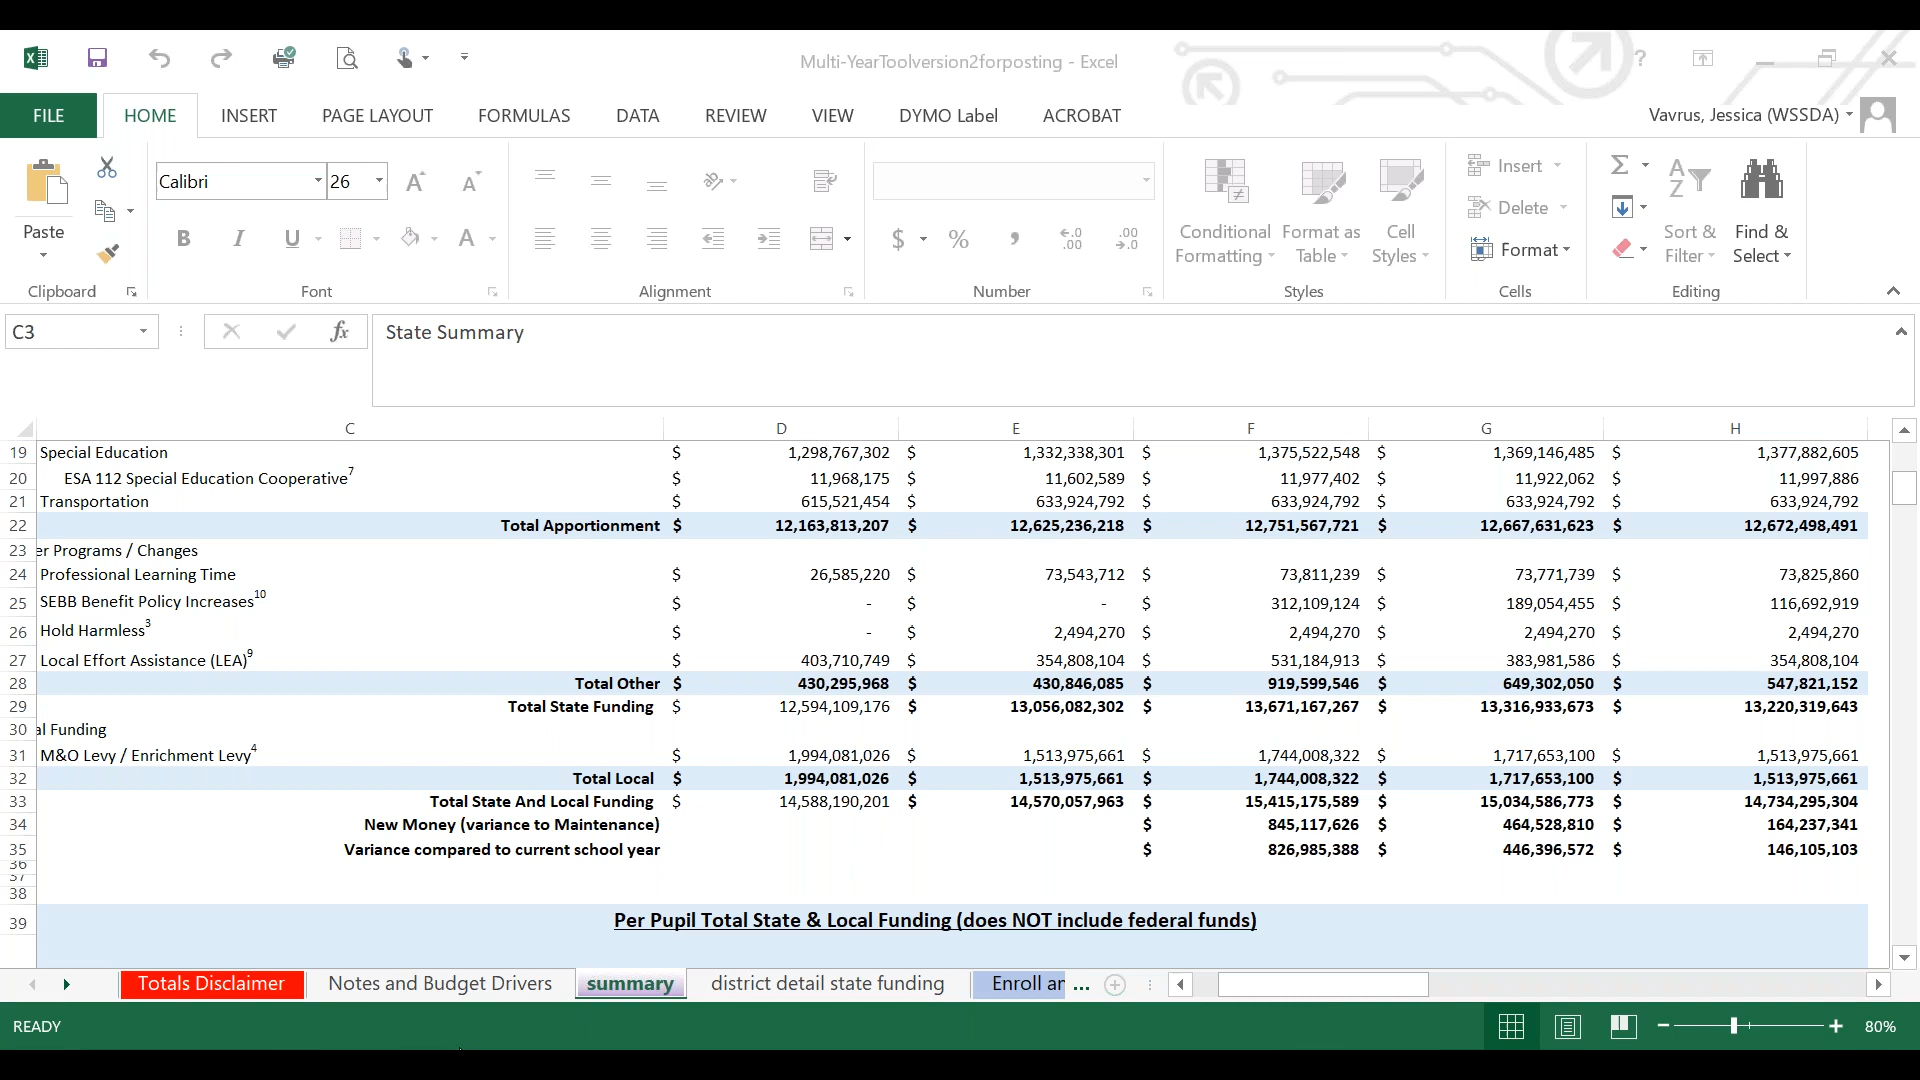 Multi-YearToolversion2forposting - Excel
?
FILE HOME INSERT PAGE LAYOUT FORMULAS DATA REVIEW VIEW DYMO Label ACROBAT Vavrus, Jessica (WSSDA)
Calibri 26 A A Insert Σ A Z
Delete
Paste B I U A $ % , ←.0 .00 .00 →.0 Conditional Formatting Format as Table Cell Styles Format Sort & Filter Find & Select
Clipboard Font Alignment Number Styles Cells Editing
C3 fx State Summary
C D E F G H
19 Special Education $ 1,298,767,302 $ 1,332,338,301 $ 1,375,522,548 $ 1,369,146,485 $ 1,377,882,605
20 ESA 112 Special Education Cooperative7 $ 11,968,175 $ 11,602,589 $ 11,977,402 $ 11,922,062 $ 11,997,886
21 Transportation $ 615,521,454 $ 633,924,792 $ 633,924,792 $ 633,924,792 $ 633,924,792
22 Total Apportionment $ 12,163,813,207 $ 12,625,236,218 $ 12,751,567,721 $ 12,667,631,623 $ 12,672,498,491
23 er Programs / Changes
24 Professional Learning Time $ 26,585,220 $ 73,543,712 $ 73,811,239 $ 73,771,739 $ 73,825,860
25 SEBB Benefit Policy Increases10 $ - $ - $ 312,109,124 $ 189,054,455 $ 116,692,919
26 Hold Harmless3 $ - $ 2,494,270 $ 2,494,270 $ 2,494,270 $ 2,494,270
27 Local Effort Assistance (LEA)9 $ 403,710,749 $ 354,808,104 $ 531,184,913 $ 383,981,586 $ 354,808,104
28 Total Other $ 430,295,968 $ 430,846,085 $ 919,599,546 $ 649,302,050 $ 547,821,152
29 Total State Funding $ 12,594,109,176 $ 13,056,082,302 $ 13,671,167,267 $ 13,316,933,673 $ 13,220,319,643
30 al Funding
31 M&O Levy / Enrichment Levy4 $ 1,994,081,026 $ 1,513,975,661 $ 1,744,008,322 $ 1,717,653,100 $ 1,513,975,661
32 Total Local $ 1,994,081,026 $ 1,513,975,661 $ 1,744,008,322 $ 1,717,653,100 $ 1,513,975,661
33 Total State And Local Funding $ 14,588,190,201 $ 14,570,057,963 $ 15,415,175,589 $ 15,034,586,773 $ 14,734,295,304
34 New Money (variance to Maintenance) $ 845,117,626 $ 464,528,810 $ 164,237,341
35 Variance compared to current school year $ 826,985,388 $ 446,396,572 $ 146,105,103
36
37
38
39 Per Pupil Total State & Local Funding (does NOT include federal funds)
Totals Disclaimer Notes and Budget Drivers summary district detail state funding Enroll ar ...
READY 80%